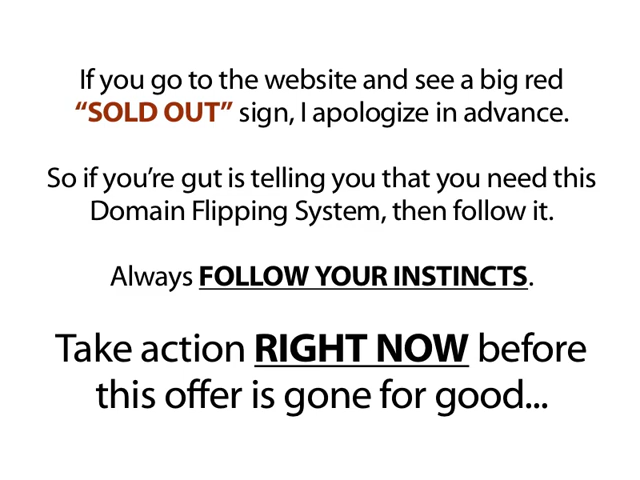 If you go to the website and see a big red
“SOLD OUT” sign, I apologize in advance.
So if you’re gut is telling you that you need this
Domain Flipping System, then follow it.
Always FOLLOW YOUR INSTINCTS.
Take action RIGHT NOW before
this offer is gone for good...